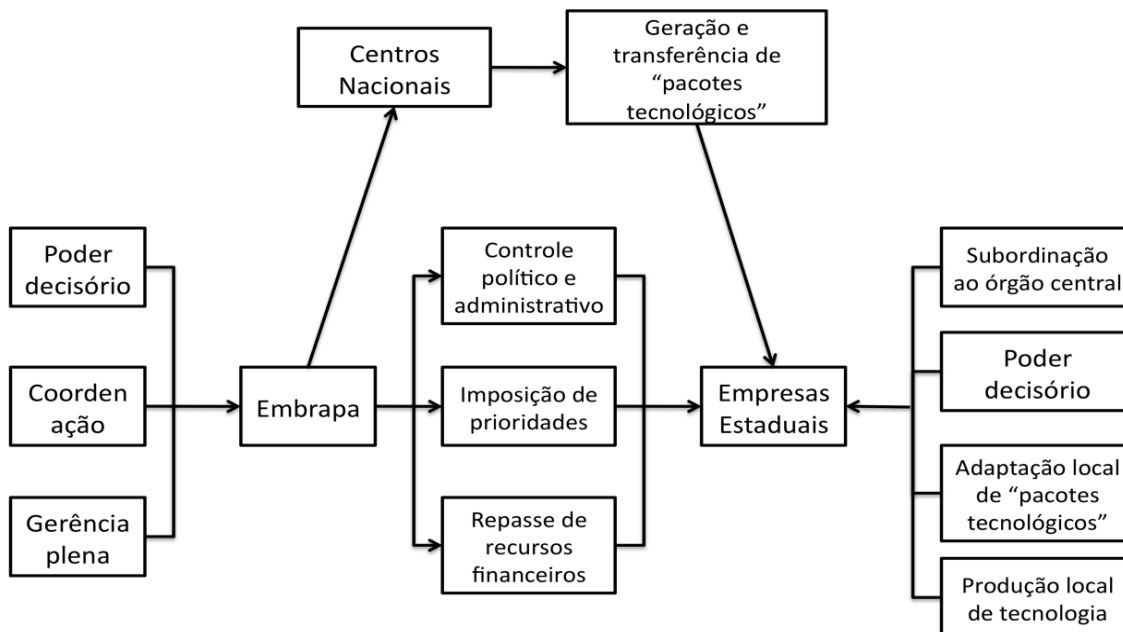 Centros
Nacionais
Geração e
transferência de
“pacotes
tecnológicos”
Poder
decisório
Coorden
ação
Gerência
plena
Embrapa
Controle
político e
administrativo
Imposição de
prioridades
Repasse de
recursos
financeiros
Empresas
Estaduais
Subordinação
ao órgão central
Poder
decisório
Adaptação local
de “pacotes
tecnológicos”
Produção local
de tecnologia